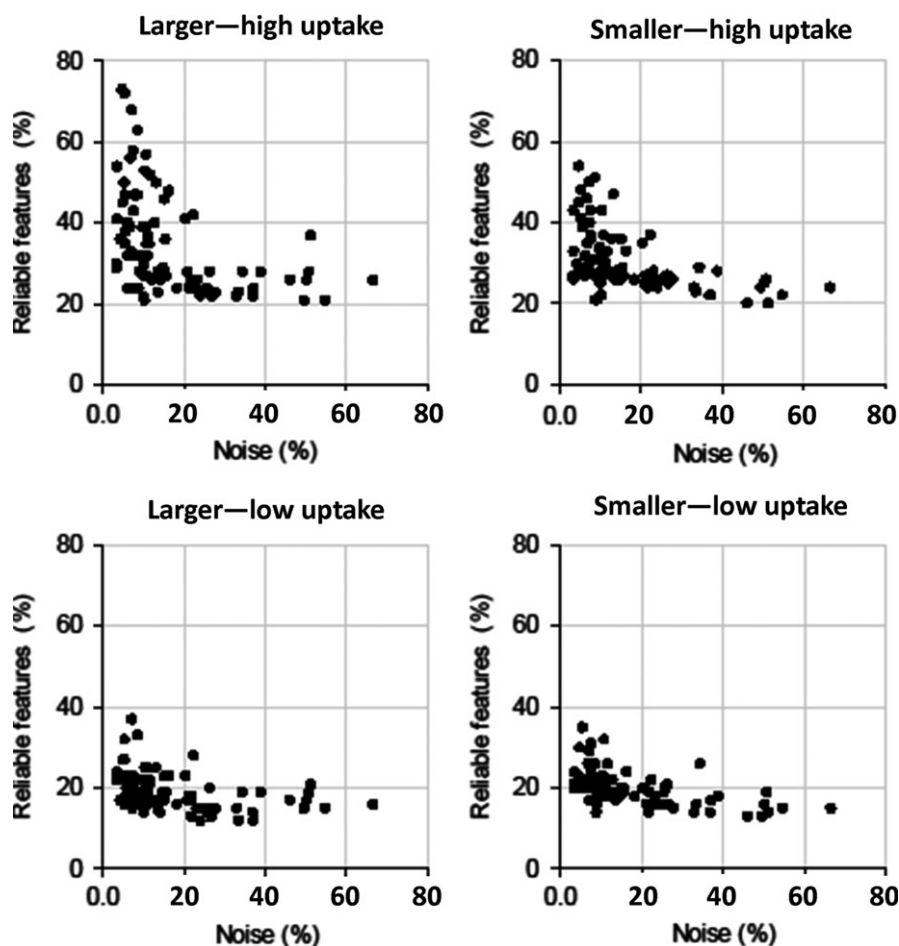 Larger—high uptake
Reliable features (%)
80
60
40
20
0
0.0 20 40 60 80
Noise (%)
Smaller—high uptake
Reliable features (%)
80
60
40
20
0
0.0 20 40 60 80
Noise (%)
Larger—low uptake
Reliable features (%)
80
60
40
20
0
0.0 20 40 60 80
Noise (%)
Smaller—low uptake
Reliable features (%)
80
60
40
20
0
0.0 20 40 60 80
Noise (%)